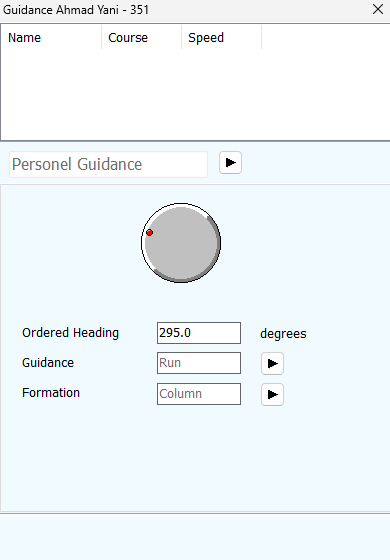 Guidance Ahmad Yani - 351
Name Course Speed
Personel Guidance
Ordered Heading 295.0 degrees
Guidance Run
Formation Column